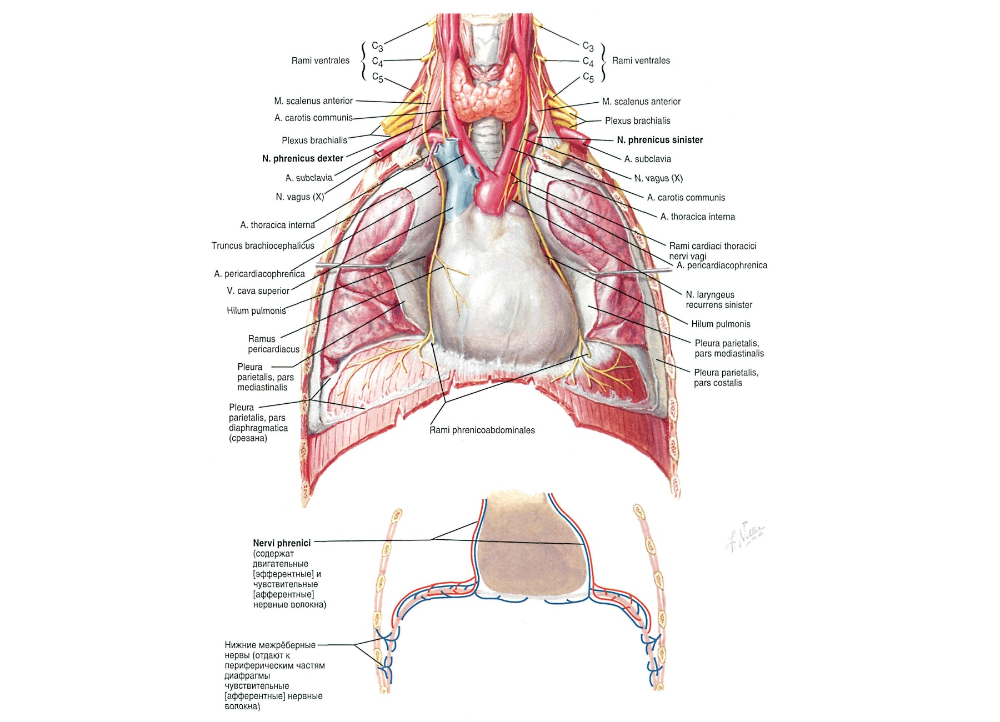 C3
C4
C5
Rami ventrales
M. scalenus anterior
A. carotis communis
Plexus brachialis
N. phrenicus dexter
A. subclavia
N. vagus (X)
A. thoracica interna
Truncus brachiocephalicus
A. pericardiacophrenica
V. cava superior
Hilum pulmonis
Ramus
pericardiacus
Pleura
parietalis, pars
mediastinalis
Pleura
parietalis, pars
diaphragmatica
(срезана)
C3
C4
C5
Rami ventrales
M. scalenus anterior
Plexus brachialis
N. phrenicus sinister
A. subclavia
N. vagus (X)
A. carotis communis
A. thoracica interna
Rami cardiaci thoracici
nervi vagi
A. pericardiacophrenica
N. laryngeus
recurrens sinister
Hilum pulmonis
Pleura parietalis,
pars mediastinalis
Pleura parietalis,
pars costalis
Rami phrenicoabdominales
Nervi phrenici
(содержат
двигательные
[эфферентные] и
чувствительные
[афферентные]
нервные волокна)
Нижние межрёберные
нервы (отдают к
периферическим частям
диафрагмы
чувствительные
[афферентные] нервные
волокна)
F. Netter